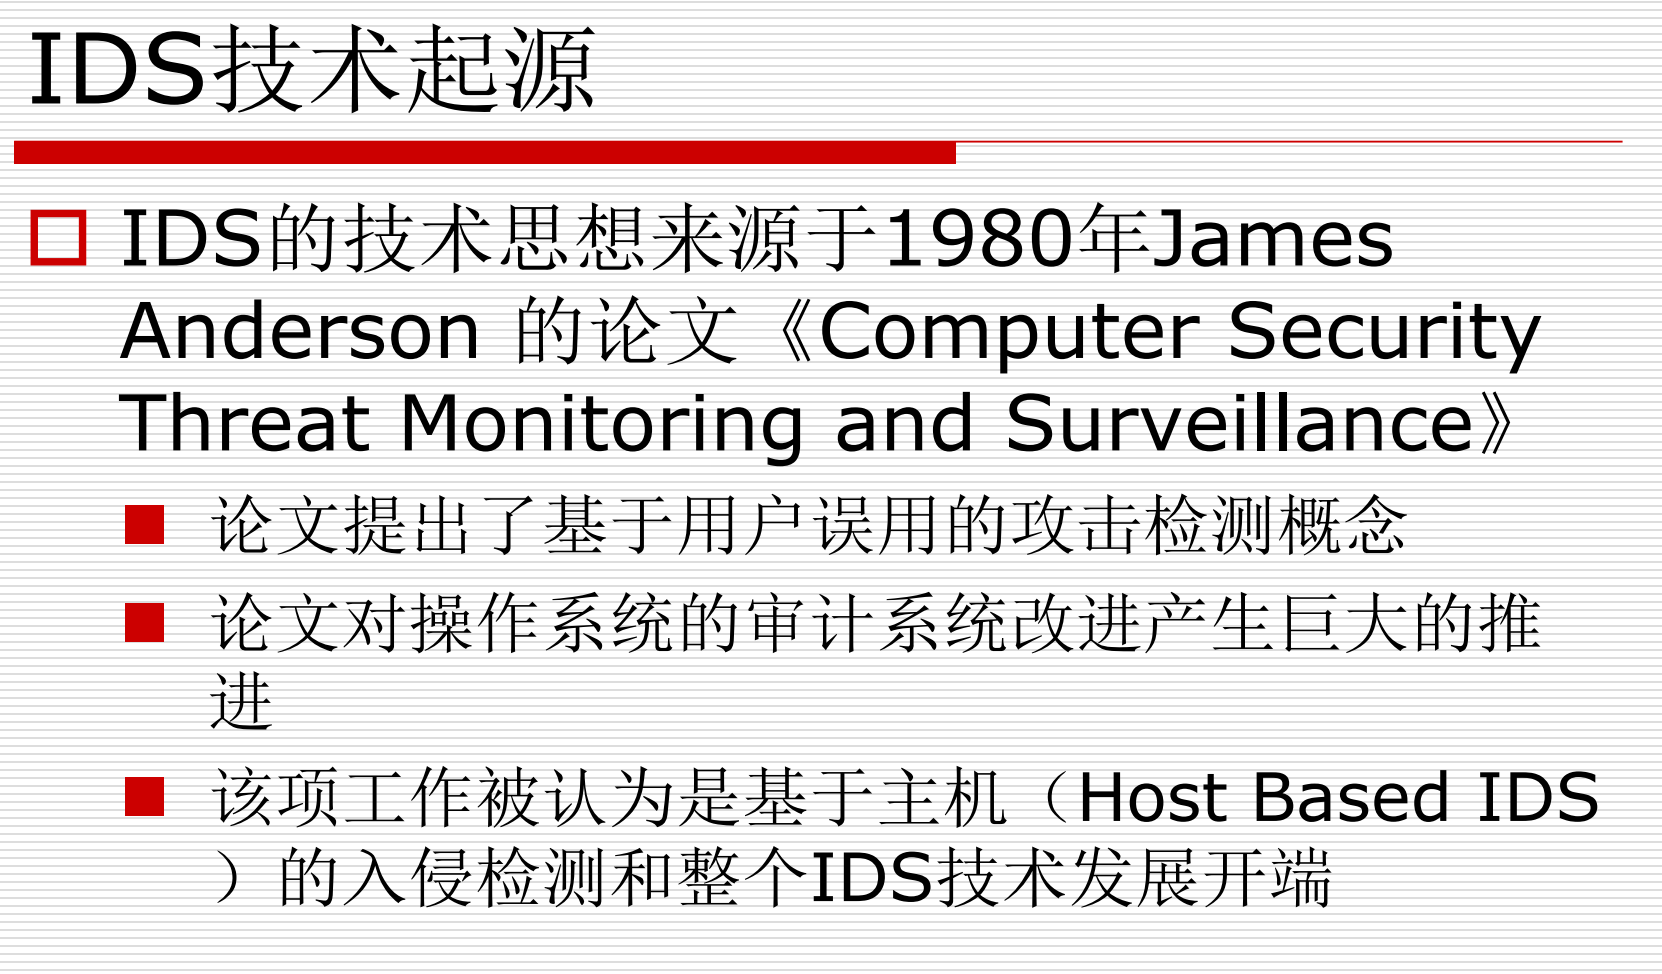 IDS技术起源
IDS的技术思想来源于1980年James
Anderson 的论文《Computer Security
Threat Monitoring and Surveillance》
论文提出了基于用户误用的攻击检测概念
论文对操作系统的审计系统改进产生巨大的推
进
该项工作被认为是基于主机（Host Based IDS
）的入侵检测和整个IDS技术发展开端